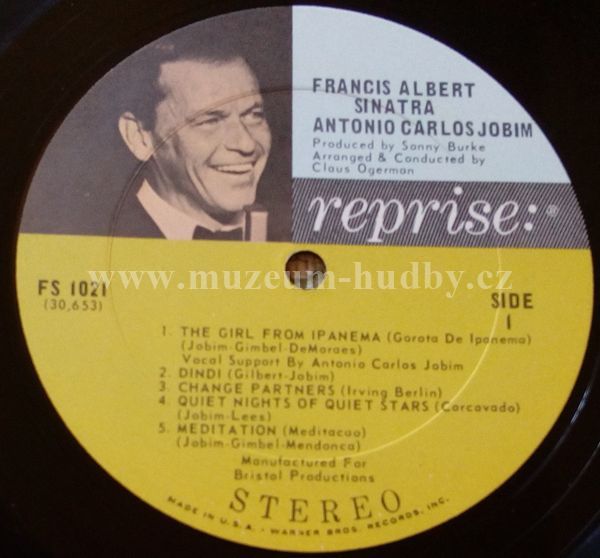 FRANCIS ALBERT
SINATRA
ANTONIO CARLOS JOBIM
Produced by Sonny Burke
Arranged & Conducted by
Claus Ogerman
reprise:®
www.muzeum-hudby.cz
FS 1021
(30,653)
SIDE
1
1. THE GIRL FROM IPANEMA (Garota De Ipanema)
(Jobim-Gimbel-DeMoraes)
Vocal Support By Antonio Carlos Jobim
2. DINDI (Gilbert-Jobim)
3. CHANGE PARTNERS (Irving Berlin)
4. QUIET NIGHTS OF QUIET STARS (Corcovado)
(Jobim-Lees)
5. MEDITATION (Meditacao)
(Jobim-Gimbel-Mendonca)
Manufactured For
Bristol Productions
STEREO
MADE IN U.S.A. - WARNER BROS. RECORDS, INC.